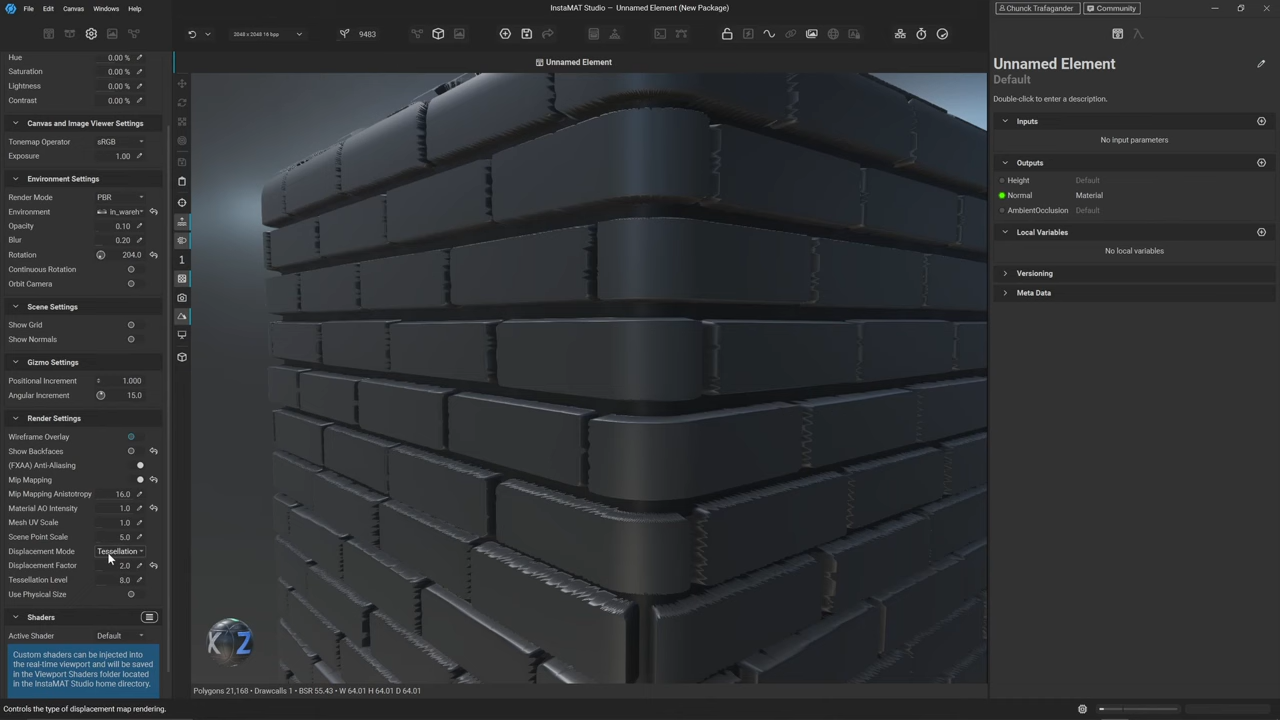 File Edit Canvas Windows Help
InstaMAT Studio – Unnamed Element (New Package)
Chunck Trafagander
Community
2048 x 2048 16 bpp
9483
Unnamed Element
Hue 0.00 %
Saturation 0.00 %
Lightness 0.00 %
Contrast 0.00 %
Canvas and Image Viewer Settings
Tonemap Operator sRGB
Exposure 1.00
Environment Settings
Render Mode PBR
Environment in_wareh
Opacity 0.10
Blur 0.20
Rotation 204.0
Continuous Rotation
Orbit Camera
Scene Settings
Show Grid
Show Normals
Gizmo Settings
Positional Increment 1.000
Angular Increment 15.0
Render Settings
Wireframe Overlay
Show Backfaces
(FXAA) Anti-Aliasing
Mip Mapping
Mip Mapping Anistotropy 16.0
Material AO Intensity 1.0
Mesh UV Scale 1.0
Scene Point Scale 5.0
Displacement Mode Tessellation
Displacement Factor 2.0
Tessellation Level 8.0
Use Physical Size
Shaders
Active Shader Default
Custom shaders can be injected into
the real-time viewport and will be saved
in the Viewport Shaders folder located
in the InstaMAT Studio home directory.
Controls the type of displacement map rendering.
1
K Z
Polygons 21,168 • Drawcalls 1 • BSR 55.43 • W 64.01 H 64.01 D 64.01
Unnamed Element
Default
Double-click to enter a description.
Inputs
No input parameters
Outputs
Height Default
Normal Material
AmbientOcclusion Default
Local Variables
No local variables
Versioning
Meta Data